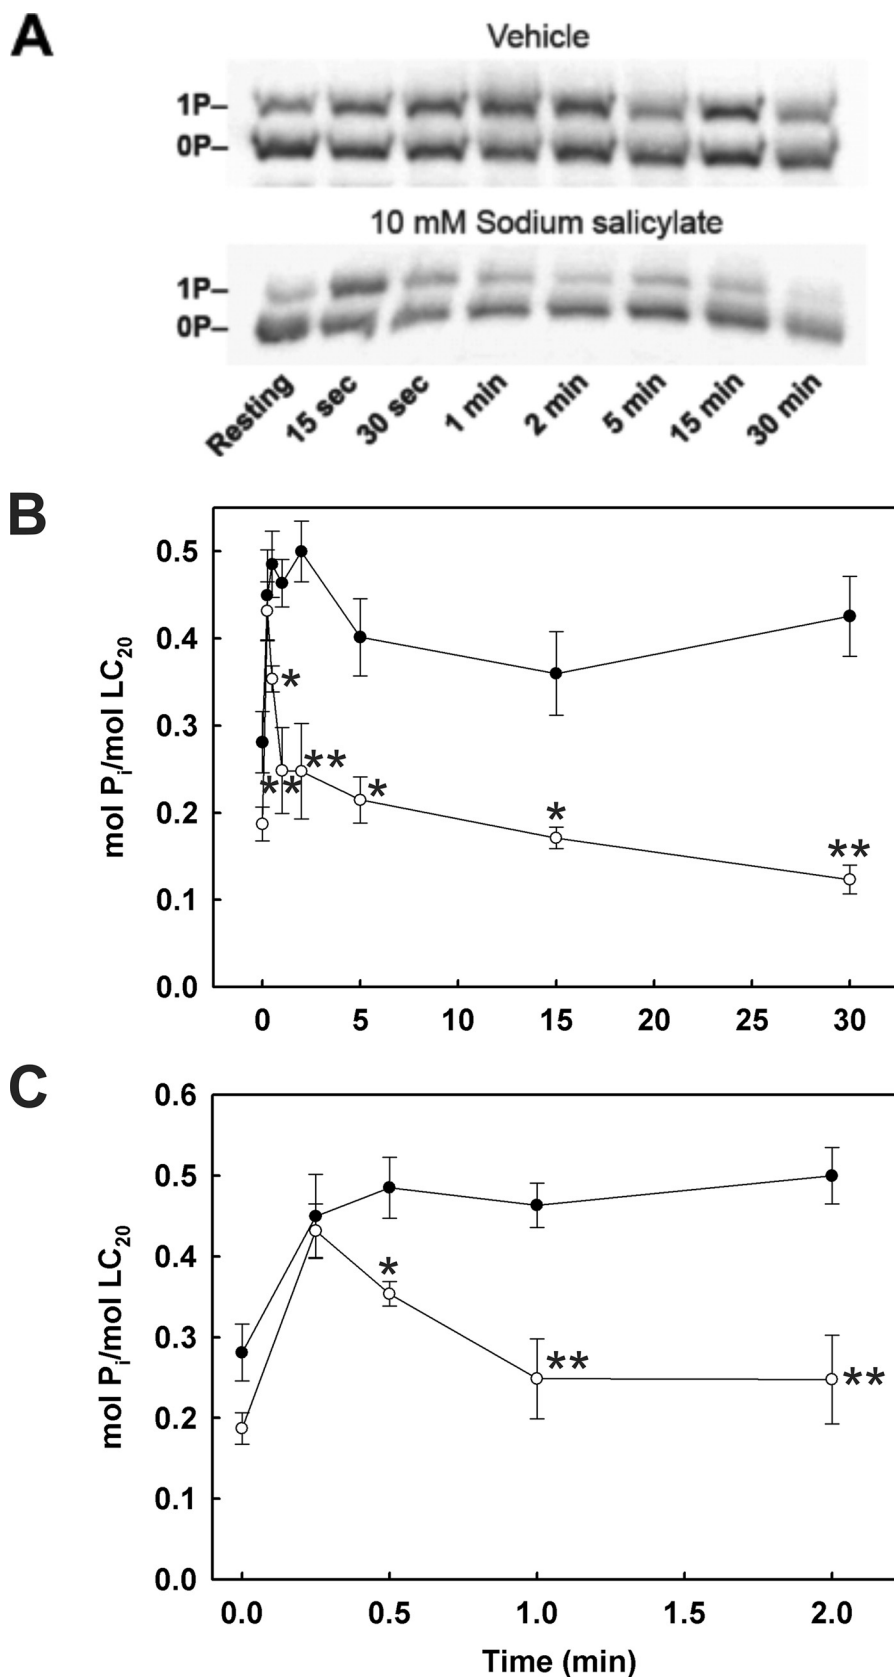 A
Vehicle
1P–
0P–
10 mM Sodium salicylate
1P–
0P–
Resting 15 sec 30 sec 1 min 2 min 5 min 15 min 30 min
B
mol Pi/mol LC20
0.5
0.4
0.3
0.2
0.1
0.0
*
**
**
*
*
**
0 5 10 15 20 25 30
C
mol Pi/mol LC20
0.6
0.5
0.4
0.3
0.2
0.1
0.0
*
**
**
0.0 0.5 1.0 1.5 2.0
Time (min)